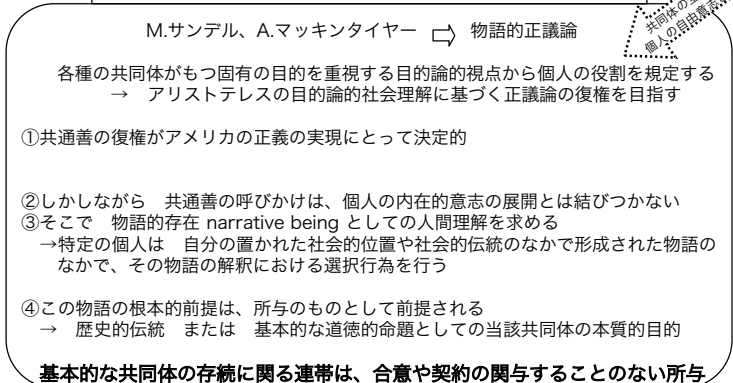 共同体の
個人の自由意志
M.サンデル、A.マッキンタイヤー ⇨ 物語的正議論
各種の共同体がもつ固有の目的を重視する目的論的視点から個人の役割を規定する
→ アリストテレスの目的論的社会理解に基づく正議論の復権を目指す
①共通善の復権がアメリカの正義の実現にとって決定的
②しかしながら 共通善の呼びかけは、個人の内在的意志の展開とは結びつかない
③そこで 物語的存在 narrative being としての人間理解を求める
→特定の個人は 自分の置かれた社会的位置や社会的伝統のなかで形成された物語の
なかで、その物語の解釈における選択行為を行う
④この物語の根本的前提は、所与のものとして前提される
→ 歴史的伝統 または 基本的な道徳的命題としての当該共同体の本質的目的
基本的な共同体の存続に関る連帯は、合意や契約の関与することのない所与